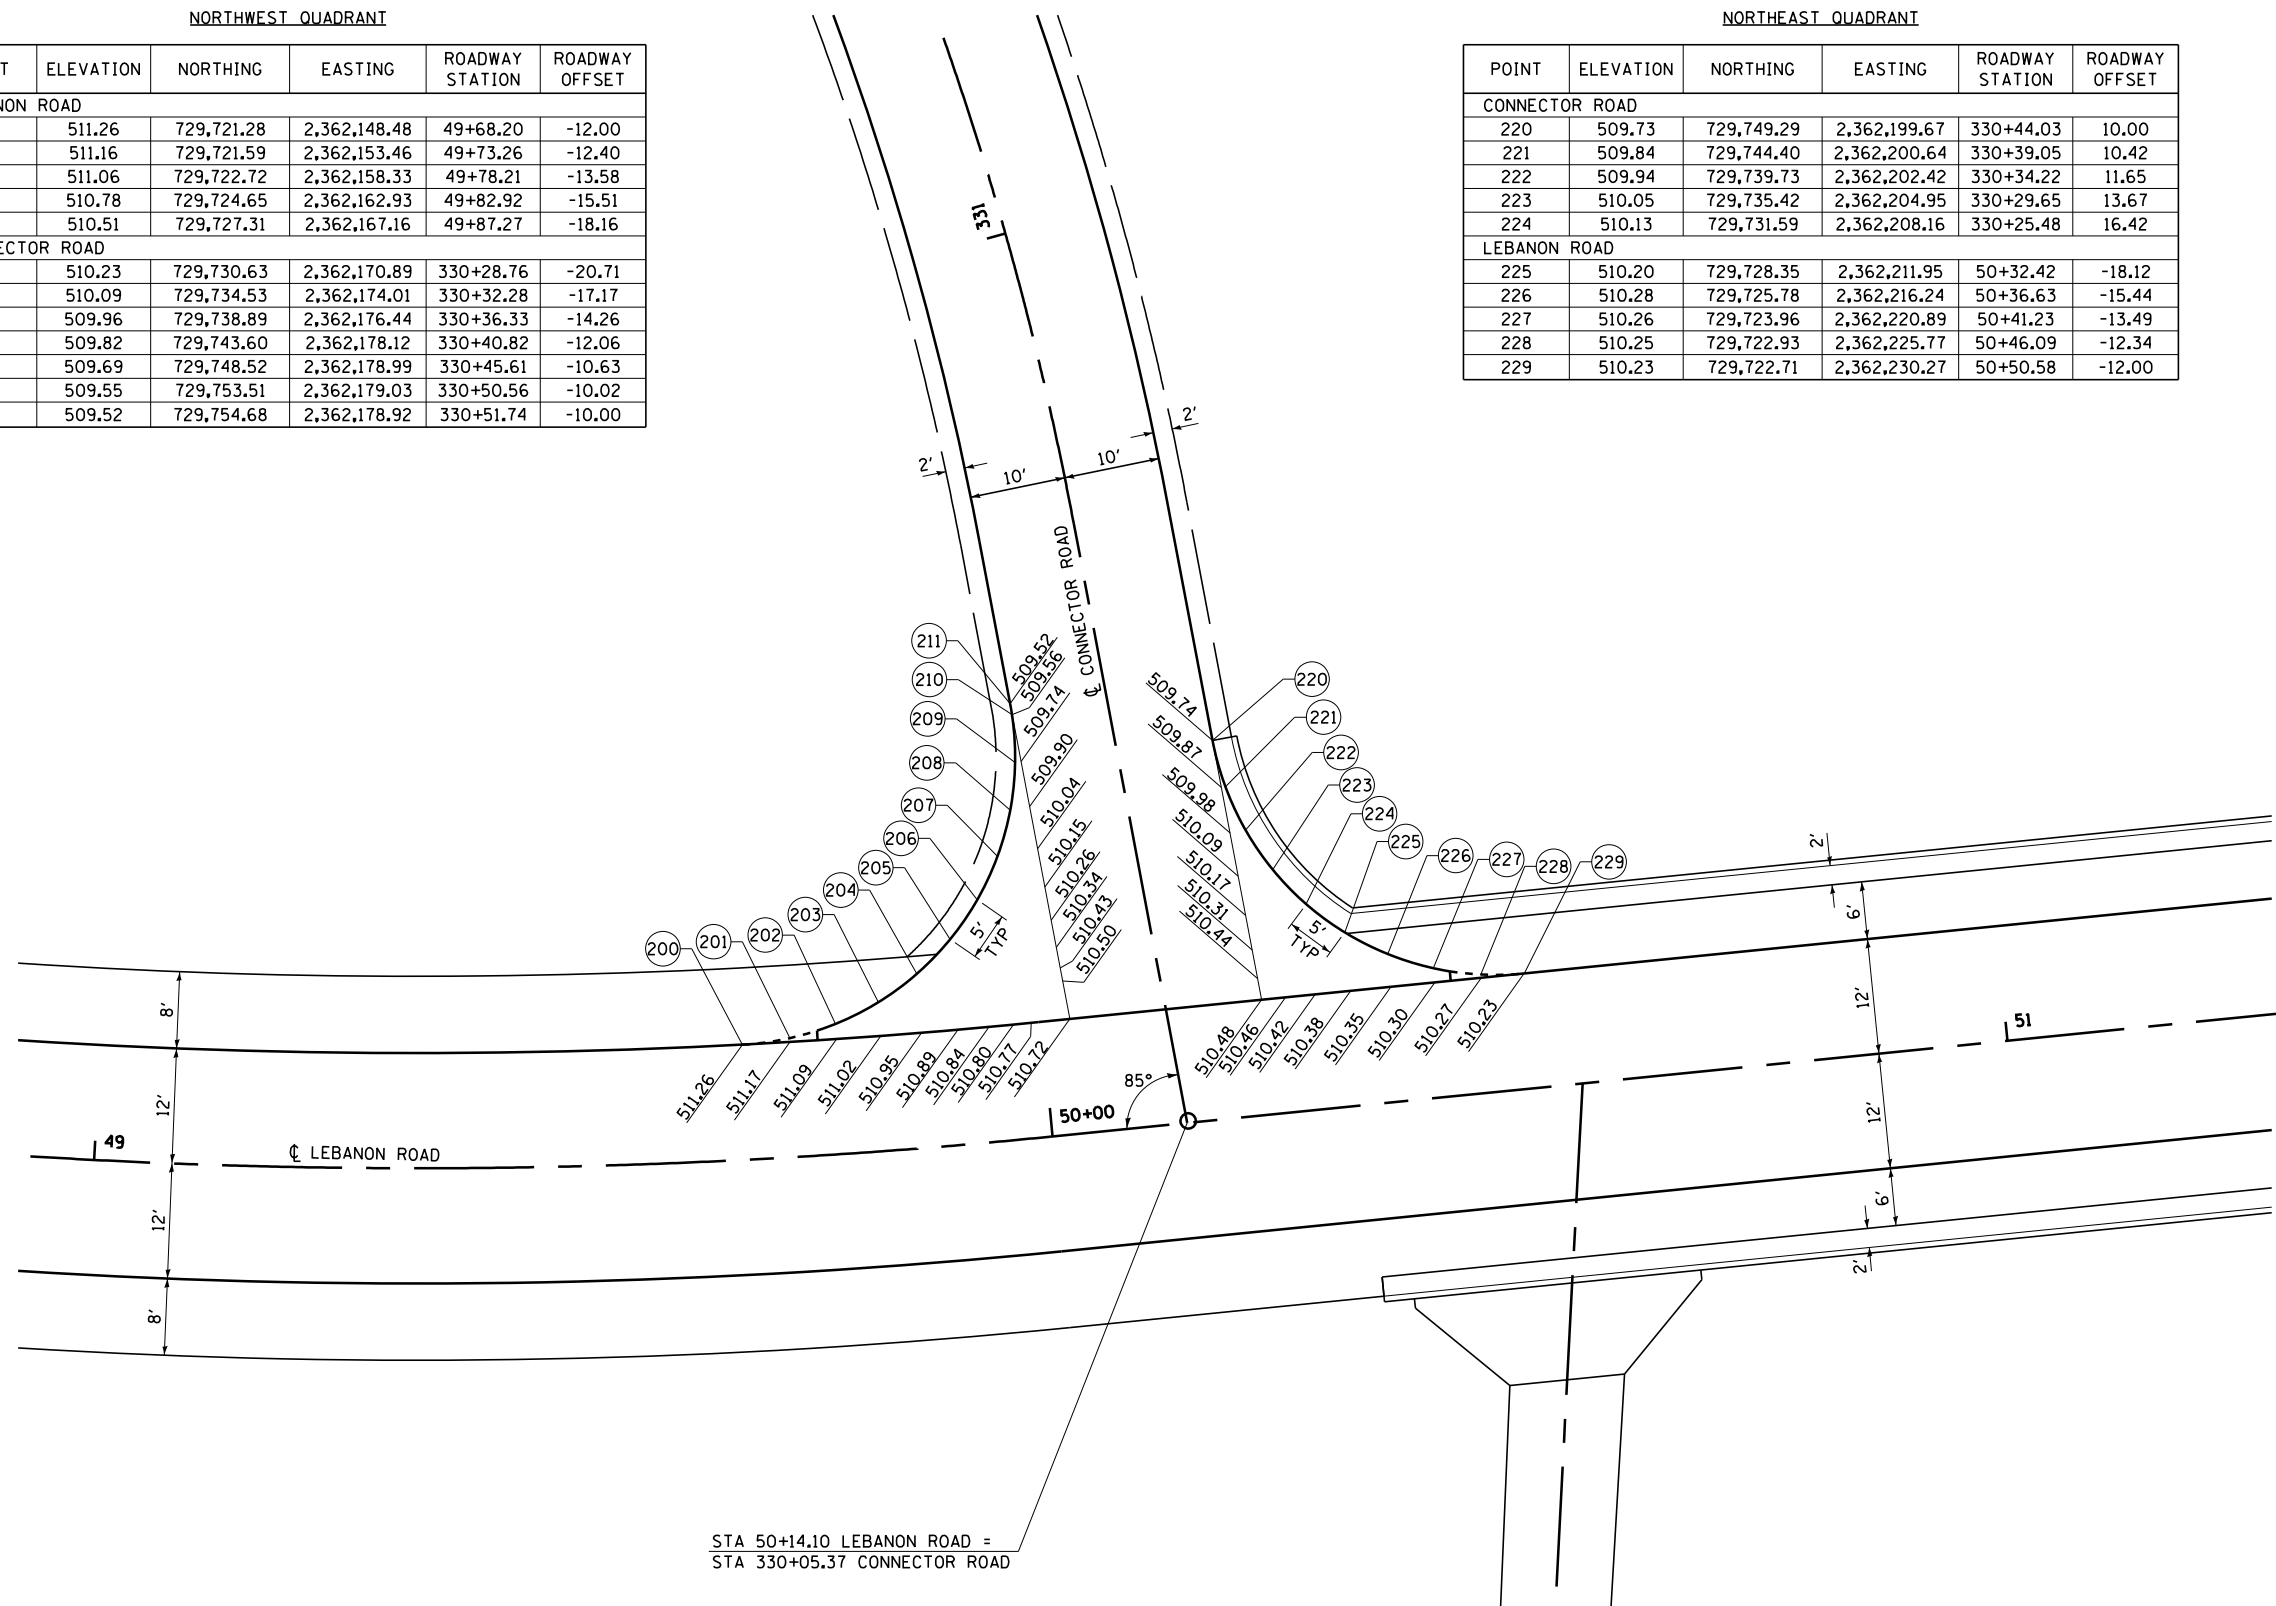 NORTHWEST QUADRANT
T ELEVATION NORTHING EASTING ROADWAY STATION ROADWAY OFFSET
NON ROAD
511.26 729,721.28 2,362,148.48 49+68.20 -12.00
511.16 729,721.59 2,362,153.46 49+73.26 -12.40
511.06 729,722.72 2,362,158.33 49+78.21 -13.58
510.78 729,724.65 2,362,162.93 49+82.92 -15.51
510.51 729,727.31 2,362,167.16 49+87.27 -18.16
ECTOR ROAD
510.23 729,730.63 2,362,170.89 330+28.76 -20.71
510.09 729,734.53 2,362,174.01 330+32.28 -17.17
509.96 729,738.89 2,362,176.44 330+36.33 -14.26
509.82 729,743.60 2,362,178.12 330+40.82 -12.06
509.69 729,748.52 2,362,178.99 330+45.61 -10.63
509.55 729,753.51 2,362,179.03 330+50.56 -10.02
509.52 729,754.68 2,362,178.92 330+51.74 -10.00
NORTHEAST QUADRANT
POINT ELEVATION NORTHING EASTING ROADWAY STATION ROADWAY OFFSET
CONNECTOR ROAD
220 509.73 729,749.29 2,362,199.67 330+44.03 10.00
221 509.84 729,744.40 2,362,200.64 330+39.05 10.42
222 509.94 729,739.73 2,362,202.42 330+34.22 11.65
223 510.05 729,735.42 2,362,204.95 330+29.65 13.67
224 510.13 729,731.59 2,362,208.16 330+25.48 16.42
LEBANON ROAD
225 510.20 729,728.35 2,362,211.95 50+32.42 -18.12
226 510.28 729,725.78 2,362,216.24 50+36.63 -15.44
227 510.26 729,723.96 2,362,220.89 50+41.23 -13.49
228 510.25 729,722.93 2,362,225.77 50+46.09 -12.34
229 510.23 729,722.71 2,362,230.27 50+50.58 -12.00
331
2'
10'
10'
2'
℄ CONNECTOR ROAD
211
210
209
208
207
206
205
204
203
202
201
200
509.52
509.56
509.74
509.90
510.04
510.15
510.26
510.34
510.43
510.50
5'
TYP
509.74
509.87
509.98
510.09
510.17
510.31
510.44
220
221
222
223
224
225
226
227
228
229
5'
TYP
511.26
511.17
511.09
511.02
510.95
510.89
510.84
510.80
510.77
510.72
510.48
510.46
510.42
510.38
510.35
510.30
510.27
510.23
85°
50+00
49
℄ LEBANON ROAD
51
8'
12'
12'
8'
2'
6'
12'
12'
6'
2'
STA 50+14.10 LEBANON ROAD =
STA 330+05.37 CONNECTOR ROAD